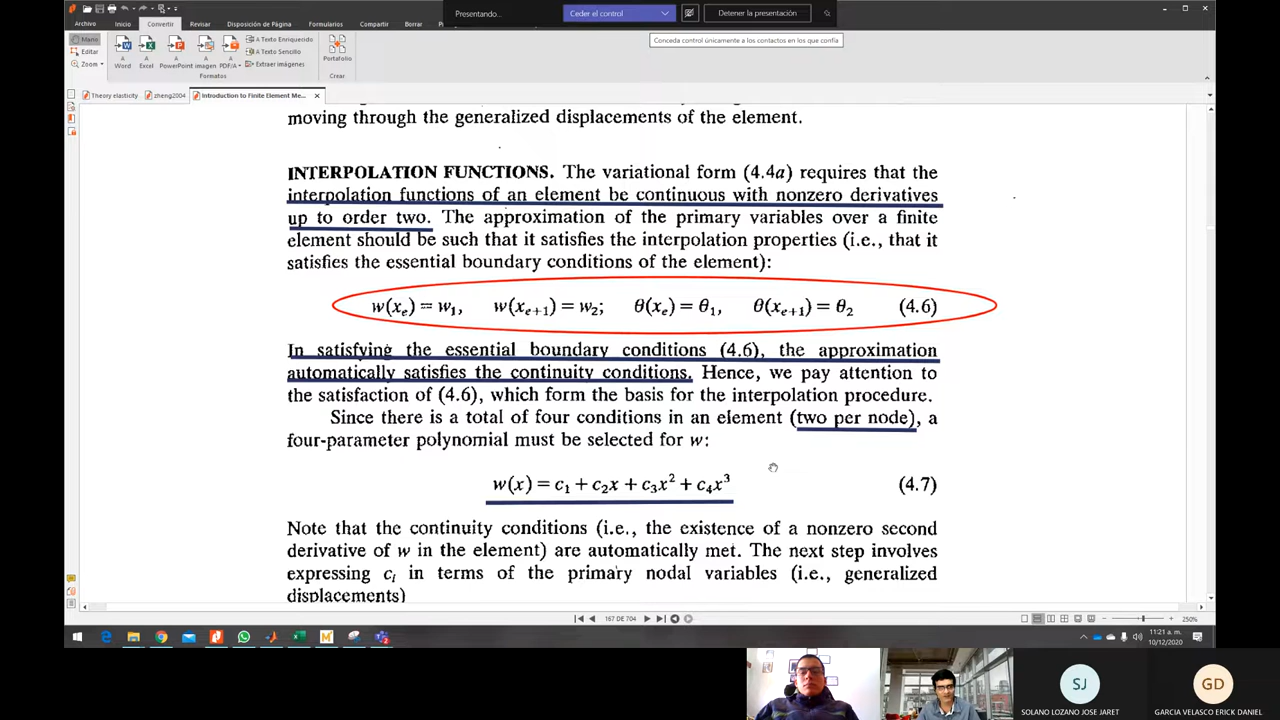 Presentando...
Ceder el control
Detener la presentación
Archivo Inicio Convertir Revisar Disposición de Página Formularios Compartir Borrar
Conceda control únicamente a los contactos en los que confía
Mano
Editar
Zoom
A Word
A Excel
A PowerPoint
A imagen
A PDF/A
A Texto Enriquecido
A Texto Sencillo
Extraer imágenes
Formatos
Portafolio
Crear
Theory elasticity
zheng2004
Introduction to Finite Element Me...
moving through the generalized displacements of the element.
INTERPOLATION FUNCTIONS. The variational form (4.4a) requires that the
interpolation functions of an element be continuous with nonzero derivatives
up to order two. The approximation of the primary variables over a finite
element should be such that it satisfies the interpolation properties (i.e., that it
satisfies the essential boundary conditions of the element):
w(xₑ) = w₁, w(xₑ₊₁) = w₂; θ(xₑ) = θ₁, θ(xₑ₊₁) = θ₂ (4.6)
In satisfying the essential boundary conditions (4.6), the approximation
automatically satisfies the continuity conditions. Hence, we pay attention to
the satisfaction of (4.6), which form the basis for the interpolation procedure.
Since there is a total of four conditions in an element (two per node), a
four-parameter polynomial must be selected for w:
w(x) = c₁ + c₂x + c₃x² + c₄x³ (4.7)
Note that the continuity conditions (i.e., the existence of a nonzero second
derivative of w in the element) are automatically met. The next step involves
expressing cᵢ in terms of the primary nodal variables (i.e., generalized
displacements)
167 DE 704
250%
11:21 a. m.
10/12/2020
SJ
SOLANO LOZANO JOSE JARET
GD
GARCIA VELASCO ERICK DANIEL